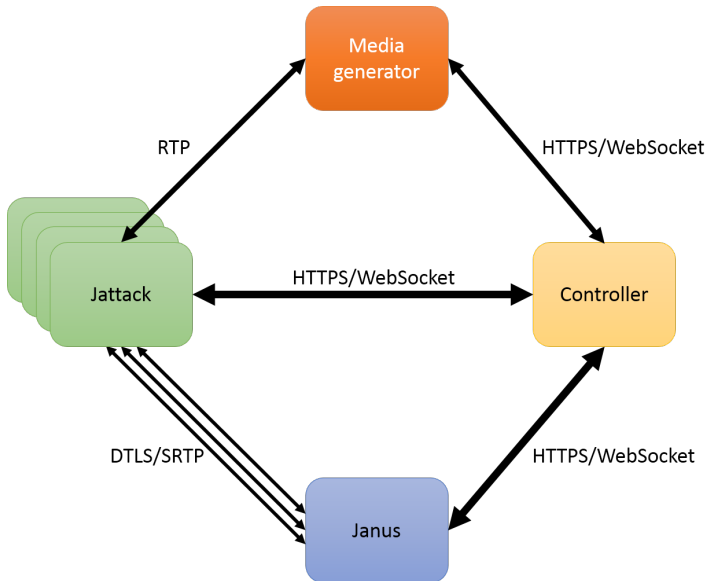 Media
generator
RTP
HTTPS/WebSocket
HTTPS/WebSocket
Jattack
Controller
DTLS/SRTP
HTTPS/WebSocket
Janus